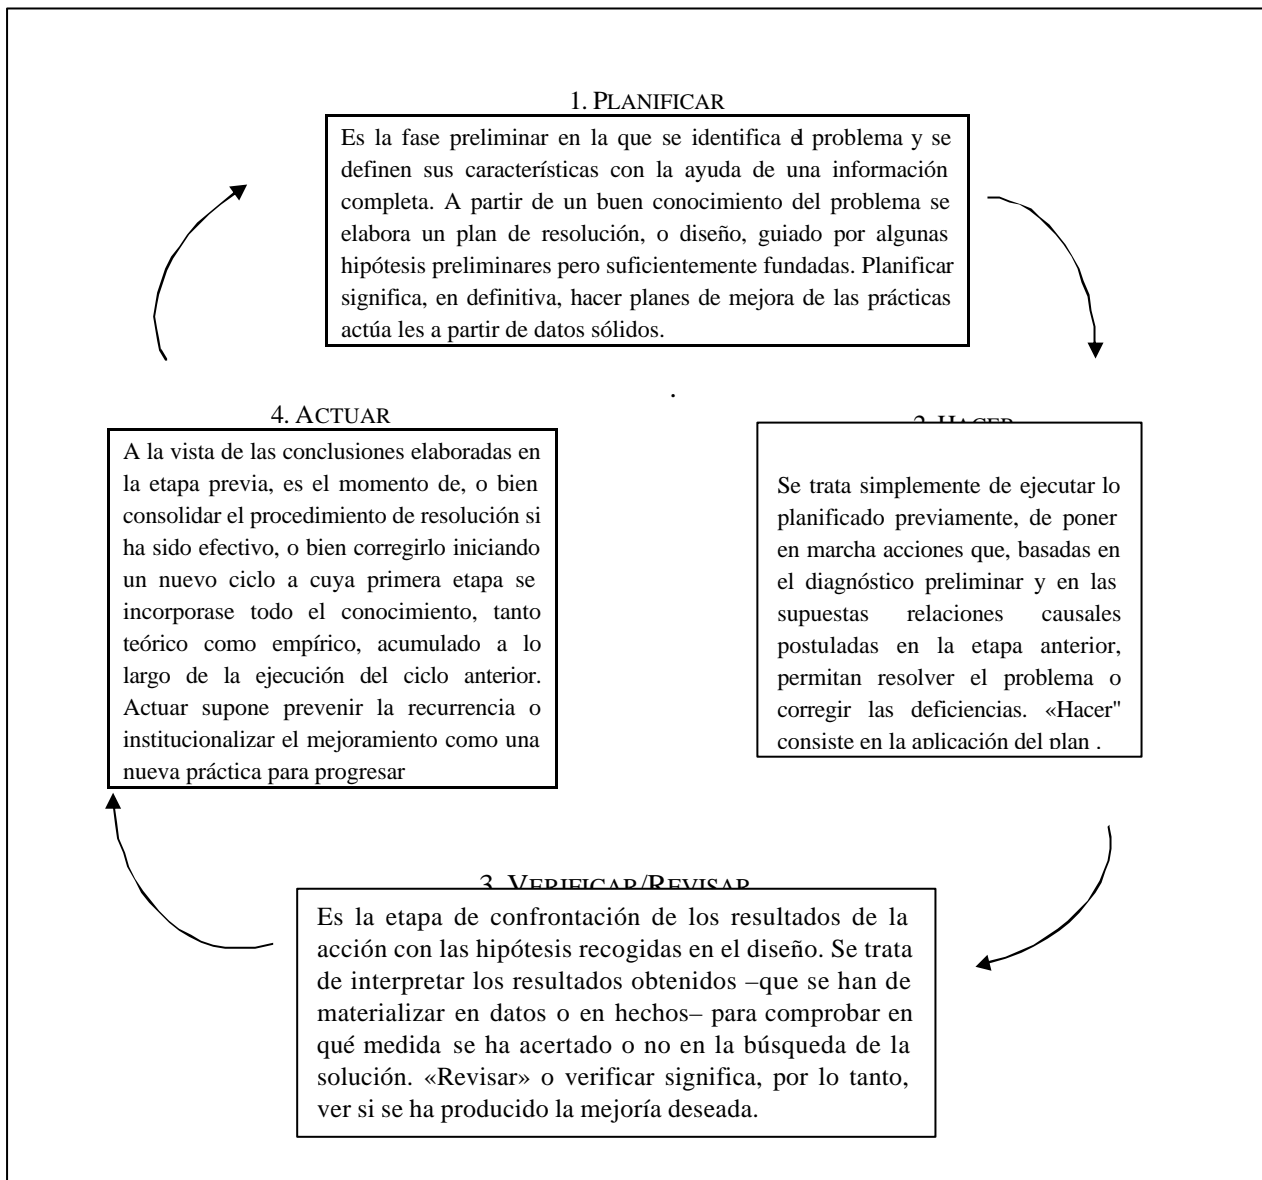 1. PLANIFICAR
Es la fase preliminar en la que se identifica el problema y se
definen sus características con la ayuda de una información
completa. A partir de un buen conocimiento del problema se
elabora un plan de resolución, o diseño, guiado por algunas
hipótesis preliminares pero suficientemente fundadas. Planificar
significa, en definitiva, hacer planes de mejora de las prácticas
actúa les a partir de datos sólidos.
.
2. HACER
Se trata simplemente de ejecutar lo
planificado previamente, de poner
en marcha acciones que, basadas en
el diagnóstico preliminar y en las
supuestas relaciones causales
postuladas en la etapa anterior,
permitan resolver el problema o
corregir las deficiencias. «Hacer"
consiste en la aplicación del plan .
3. VERIFICAR/REVISAR
Es la etapa de confrontación de los resultados de la
acción con las hipótesis recogidas en el diseño. Se trata
de interpretar los resultados obtenidos –que se han de
materializar en datos o en hechos– para comprobar en
qué medida se ha acertado o no en la búsqueda de la
solución. «Revisar» o verificar significa, por lo tanto,
ver si se ha producido la mejoría deseada.
4. ACTUAR
A la vista de las conclusiones elaboradas en
la etapa previa, es el momento de, o bien
consolidar el procedimiento de resolución si
ha sido efectivo, o bien corregirlo iniciando
un nuevo ciclo a cuya primera etapa se
incorporase todo el conocimiento, tanto
teórico como empírico, acumulado a lo
largo de la ejecución del ciclo anterior.
Actuar supone prevenir la recurrencia o
institucionalizar el mejoramiento como una
nueva práctica para progresar